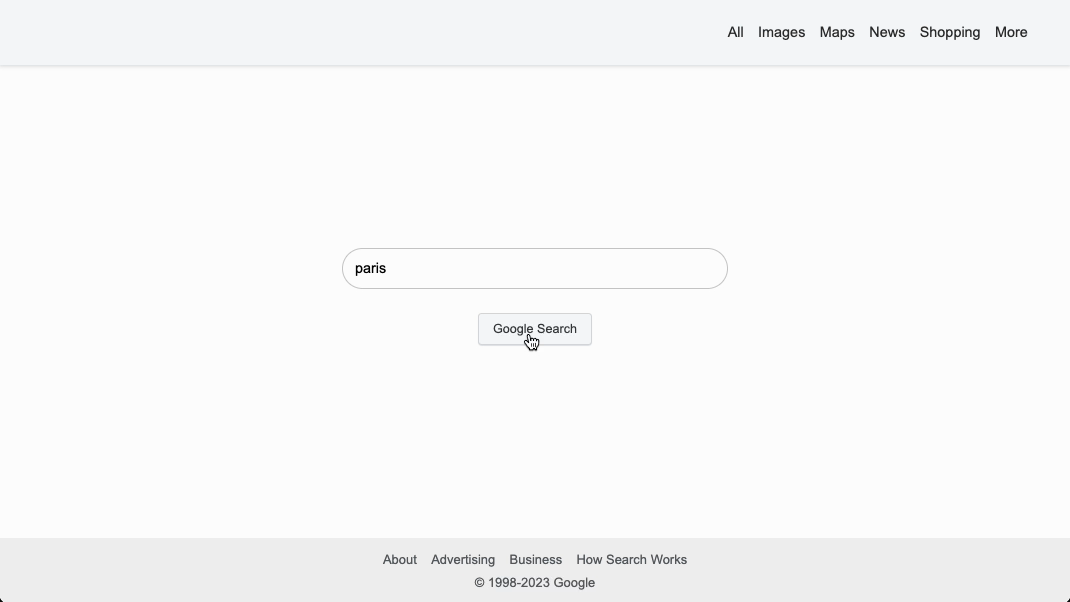 All Images Maps News Shopping More
paris
Google Search
About Advertising Business How Search Works
© 1998-2023 Google